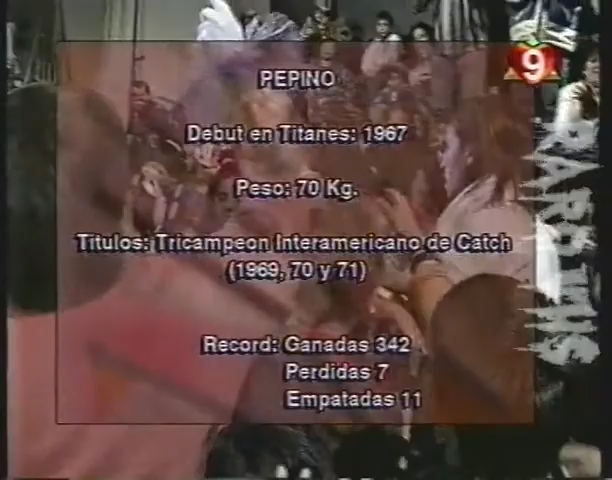 PEPINO
9
Debut en Titanes: 1967
Peso: 70 Kg.
Titulos: Tricampeon Interamericano de Catch
(1969, 70 y 71)
Record: Ganadas 342
Perdidas 7
Empatadas 11